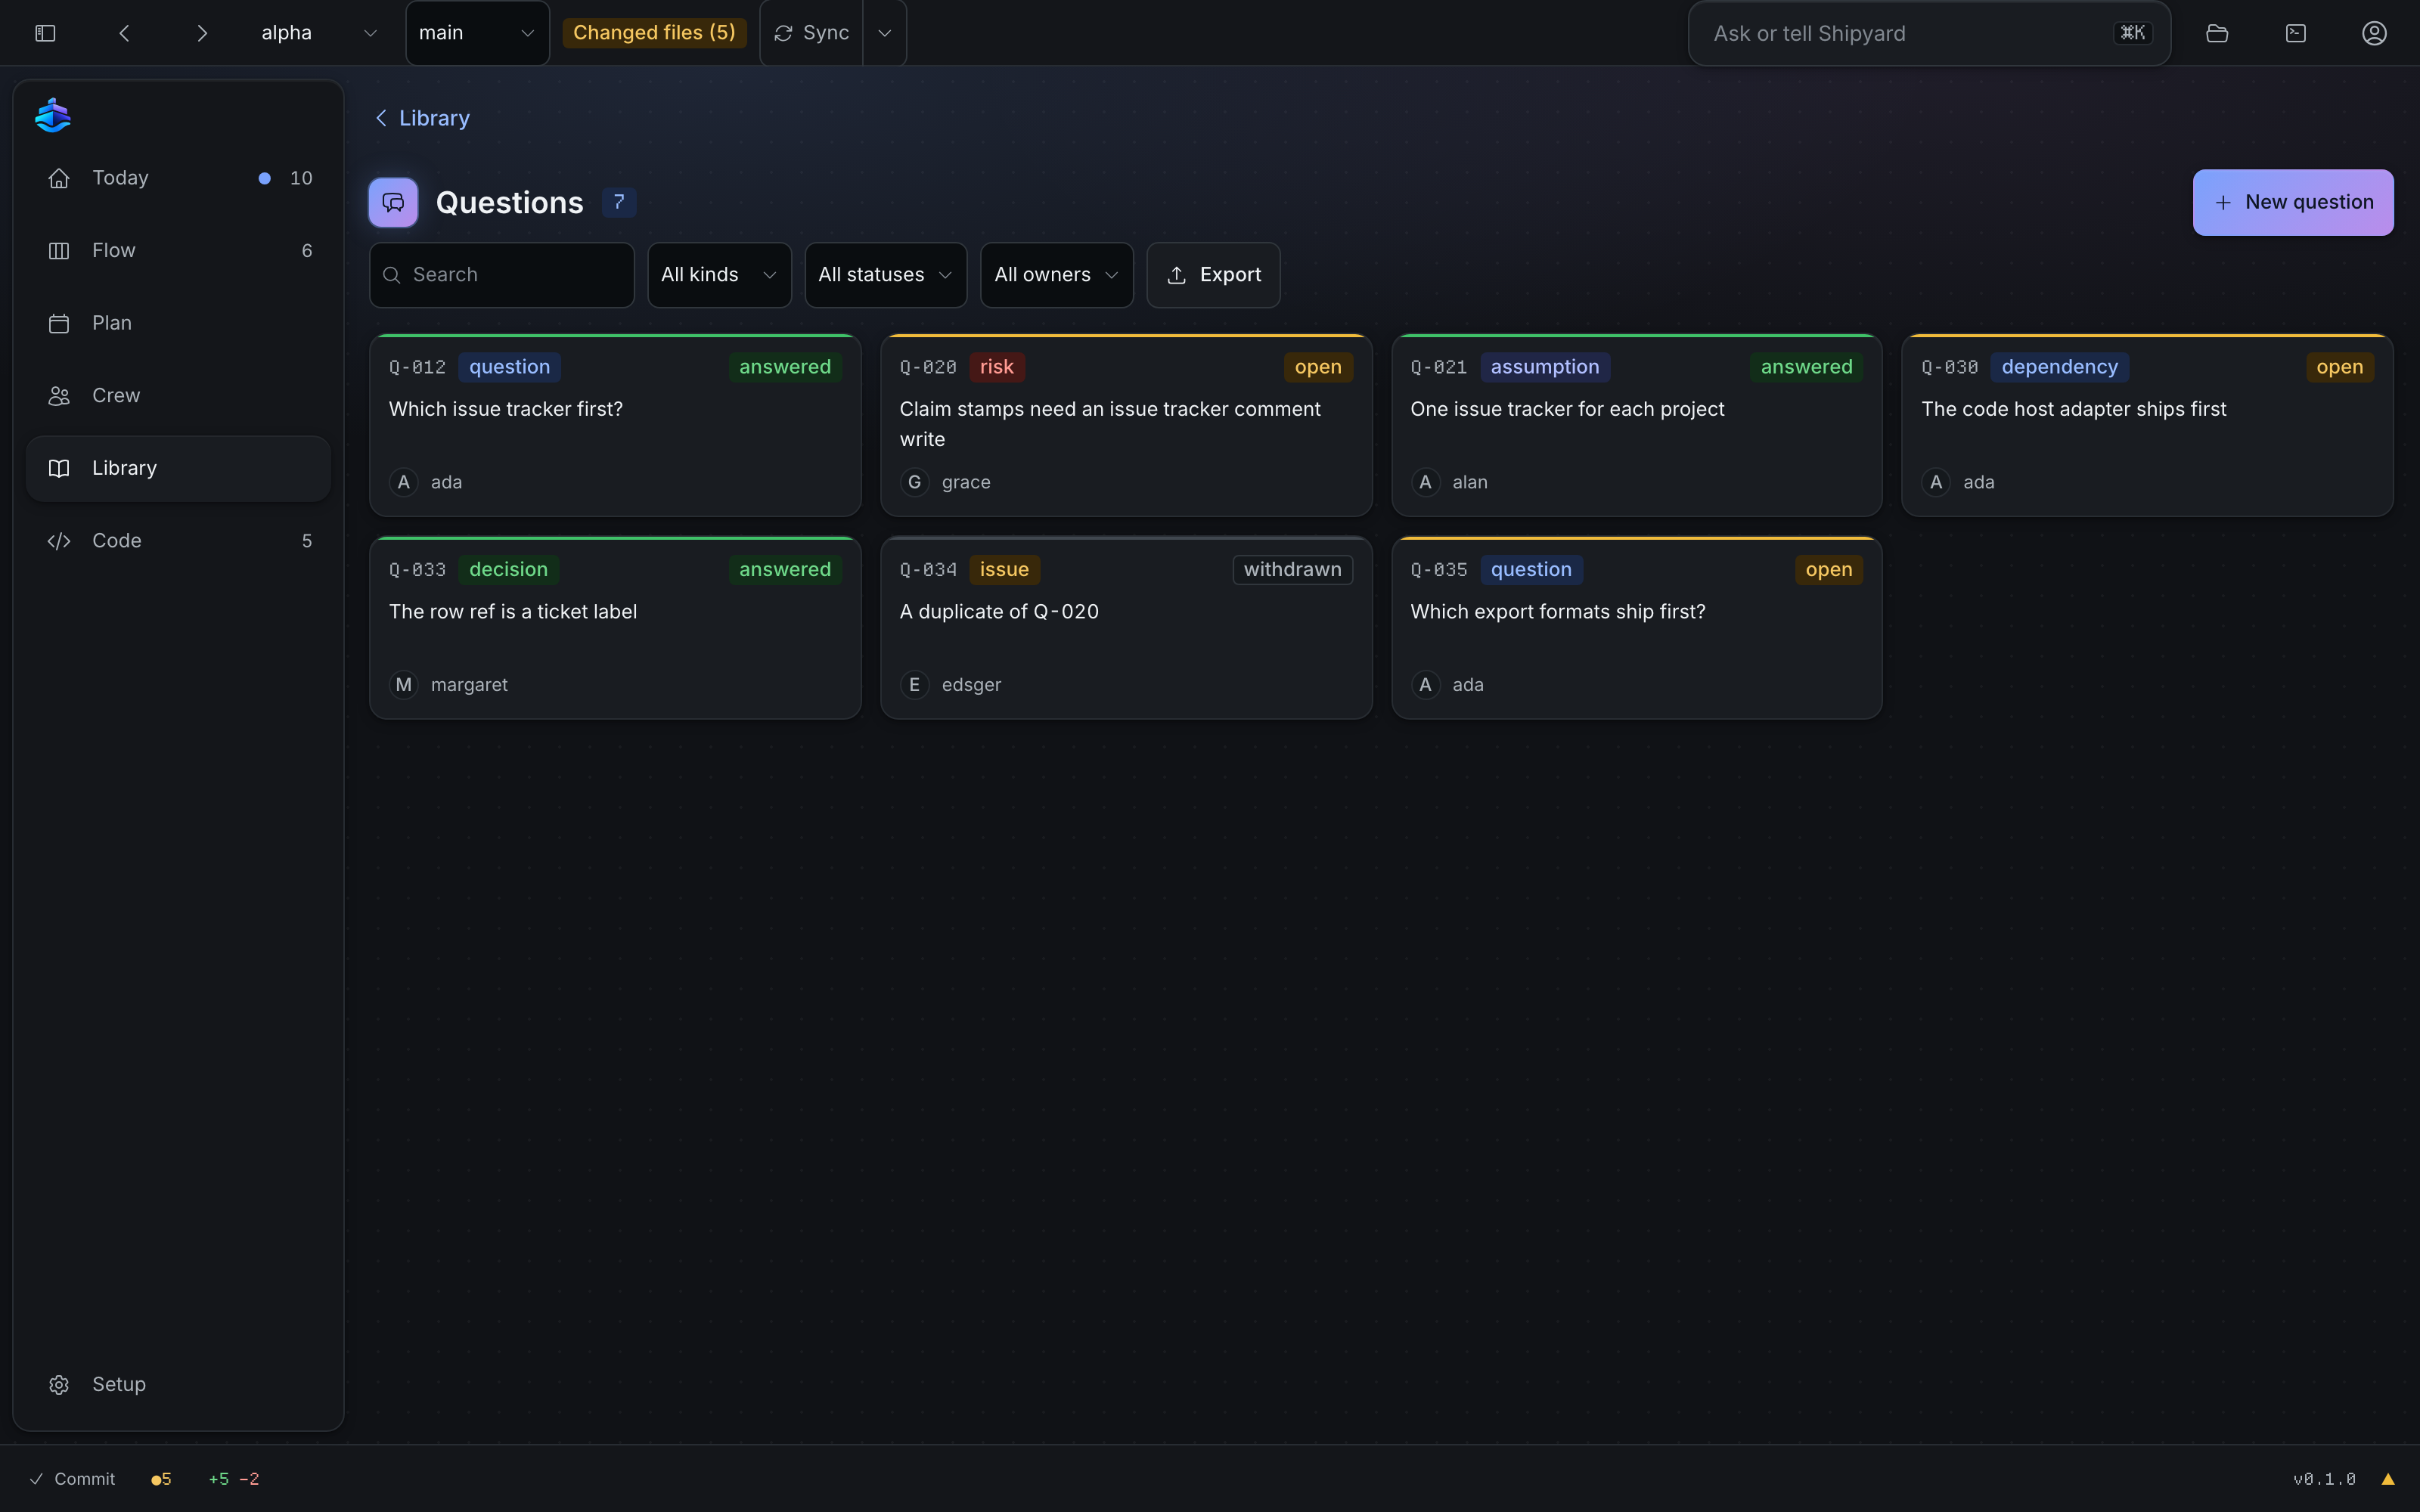 alpha
main
Changed files (5)
Sync
Ask or tell Shipyard
⌘K
Library
Today 10
Flow 6
Plan
Crew
Library
Code 5
Setup
Questions 7
New question
Search
All kinds
All statuses
All owners
Export
Q-012 question answered
Which issue tracker first?
A ada
Q-020 risk open
Claim stamps need an issue tracker comment
write
G grace
Q-021 assumption answered
One issue tracker for each project
A alan
Q-030 dependency open
The code host adapter ships first
A ada
Q-033 decision answered
The row ref is a ticket label
M margaret
Q-034 issue withdrawn
A duplicate of Q-020
E edsger
Q-035 question open
Which export formats ship first?
A ada
Commit 5 +5 -2
v0.1.0